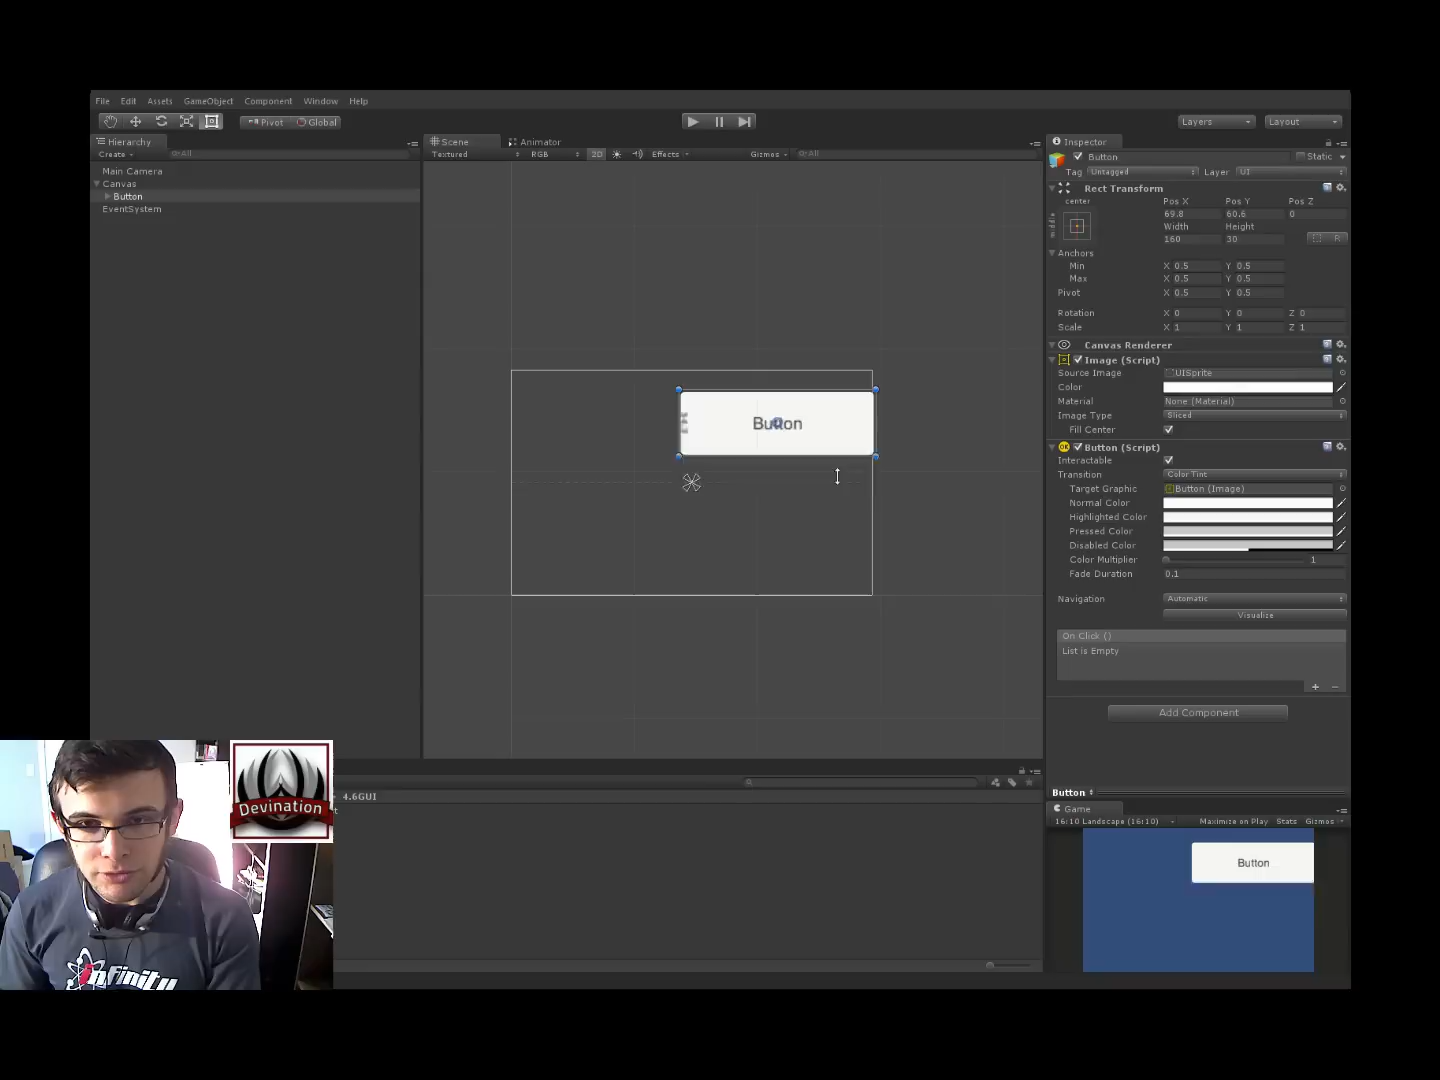 File Edit Assets GameObject Component Window Help
Pivot Global
Layers Layout
Hierarchy
Create All
Main Camera
Canvas
Button
EventSystem
Scene Animator
Textured RGB 2D Effects Gizmos All
Button
Inspector
Button Static
Tag Untagged Layer UI
Rect Transform
center
Pos X Pos Y Pos Z
69.8 60.6 0
Width Height
160 30
R
Anchors
Min X 0.5 Y 0.5
Max X 0.5 Y 0.5
Pivot X 0.5 Y 0.5
Rotation X 0 Y 0 Z 0
Scale X 1 Y 1 Z 1
Canvas Renderer
Image (Script)
Source Image UISprite
Color
Material None (Material)
Image Type Sliced
Fill Center
Button (Script)
Interactable
Transition Color Tint
Target Graphic Button (Image)
Normal Color
Highlighted Color
Pressed Color
Disabled Color
Color Multiplier 1
Fade Duration 0.1
Navigation Automatic
Visualize
On Click ()
List is Empty
+ −
Add Component
Button
Game
16:10 Landscape (16:10) Maximize on Play Stats Gizmos
Button
4.6GUI
Devination
infinity